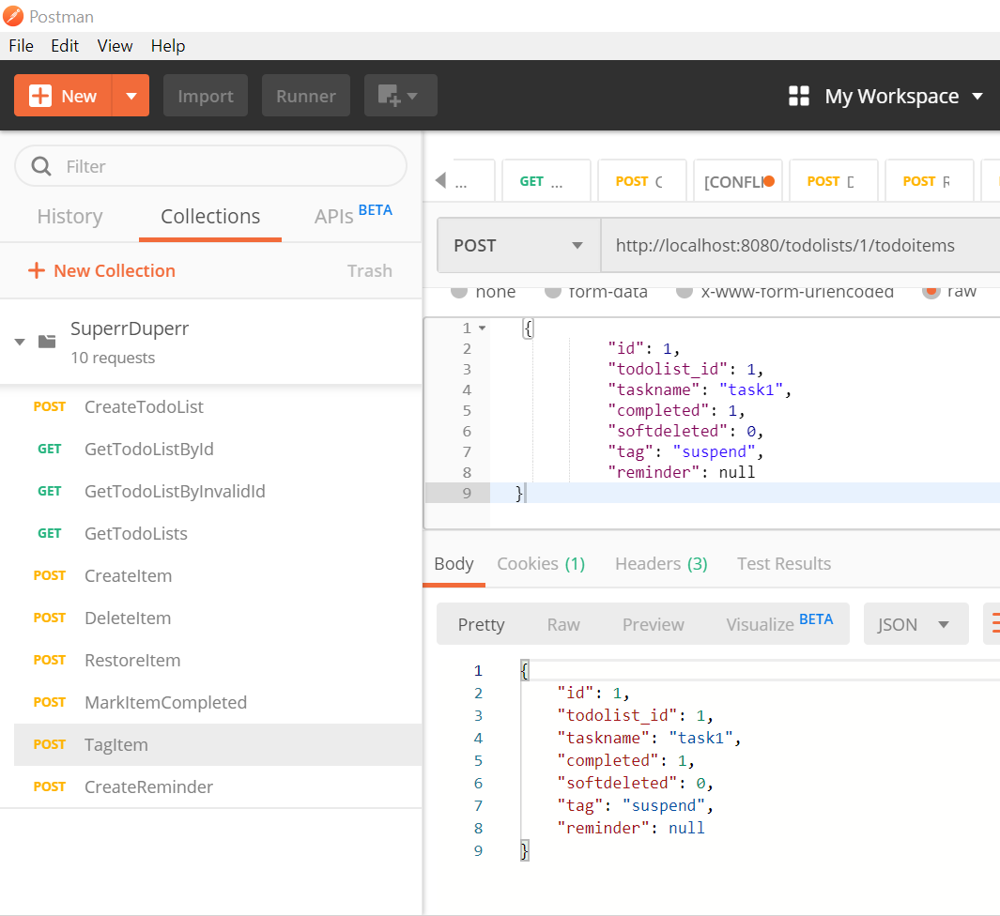 Postman
File Edit View Help
New Import Runner My Workspace
Filter
History Collections APIs BETA
New Collection Trash
SuperrDuperr
10 requests
POST CreateTodoList
GET GetTodoListById
GET GetTodoListByInvalidId
GET GetTodoLists
POST CreateItem
POST DeleteItem
POST RestoreItem
POST MarkItemCompleted
POST TagItem
POST CreateReminder
... GET ... POST C [CONFLI POST POST
POST http://localhost:8080/todolists/1/todoitems
none form-data x-www-form-urlencoded raw
1 {
2 "id": 1,
3 "todolist_id": 1,
4 "taskname": "task1",
5 "completed": 1,
6 "softdeleted": 0,
7 "tag": "suspend",
8 "reminder": null
9 }
Body Cookies (1) Headers (3) Test Results
Pretty Raw Preview Visualize BETA JSON
1 {
2 "id": 1,
3 "todolist_id": 1,
4 "taskname": "task1",
5 "completed": 1,
6 "softdeleted": 0,
7 "tag": "suspend",
8 "reminder": null
9 }